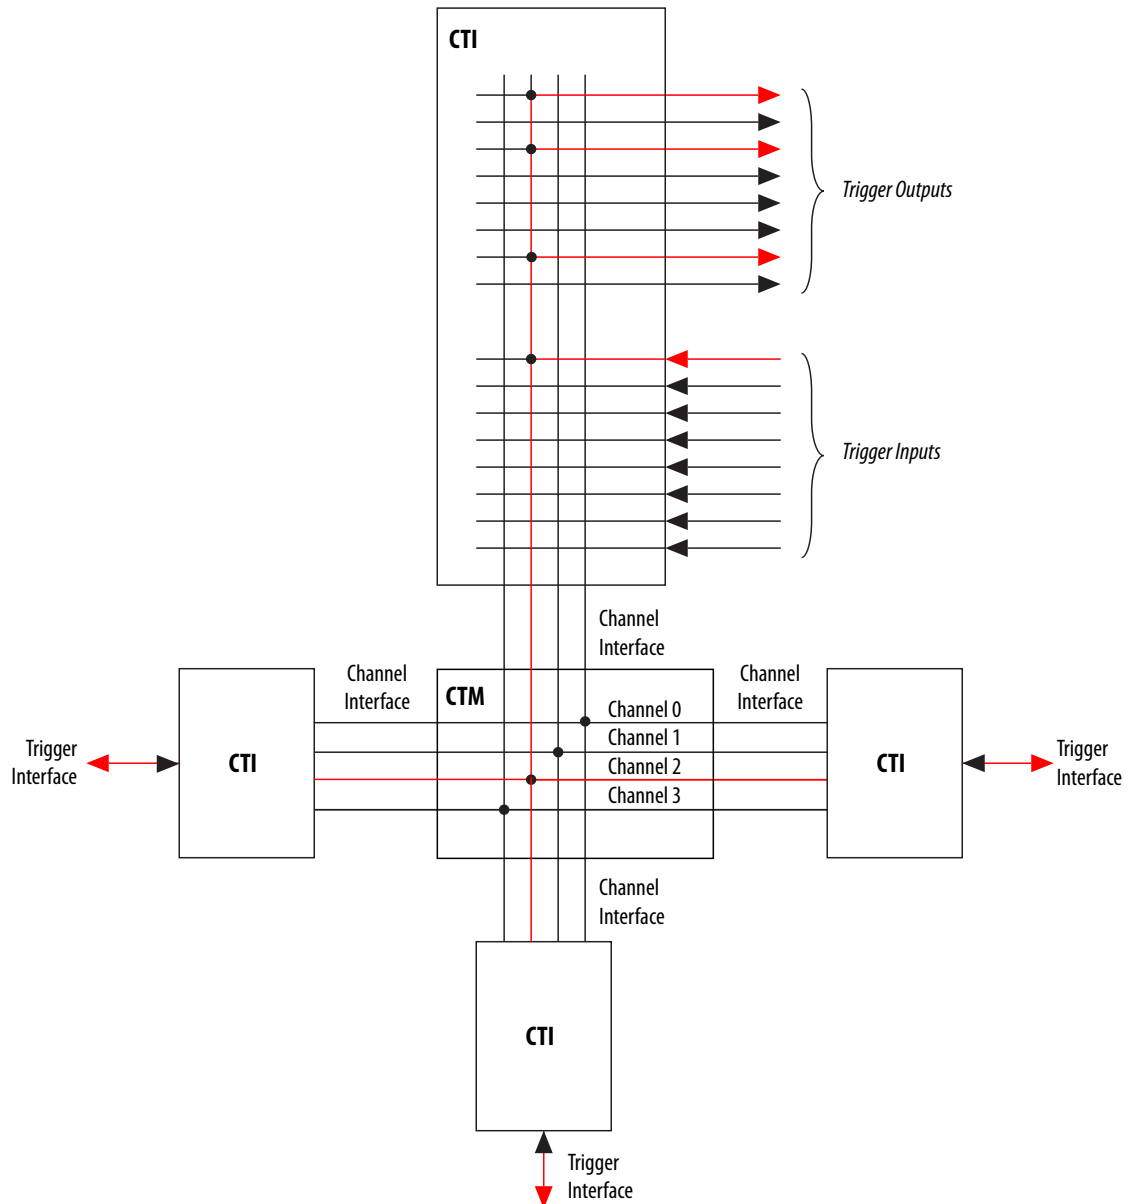 CTI
Trigger Outputs
Trigger Inputs
Channel
Interface
Channel
Interface
CTM
Channel 0
Channel 1
Channel 2
Channel 3
Channel
Interface
Trigger
Interface
CTI
CTI
Trigger
Interface
Channel
Interface
CTI
Trigger
Interface